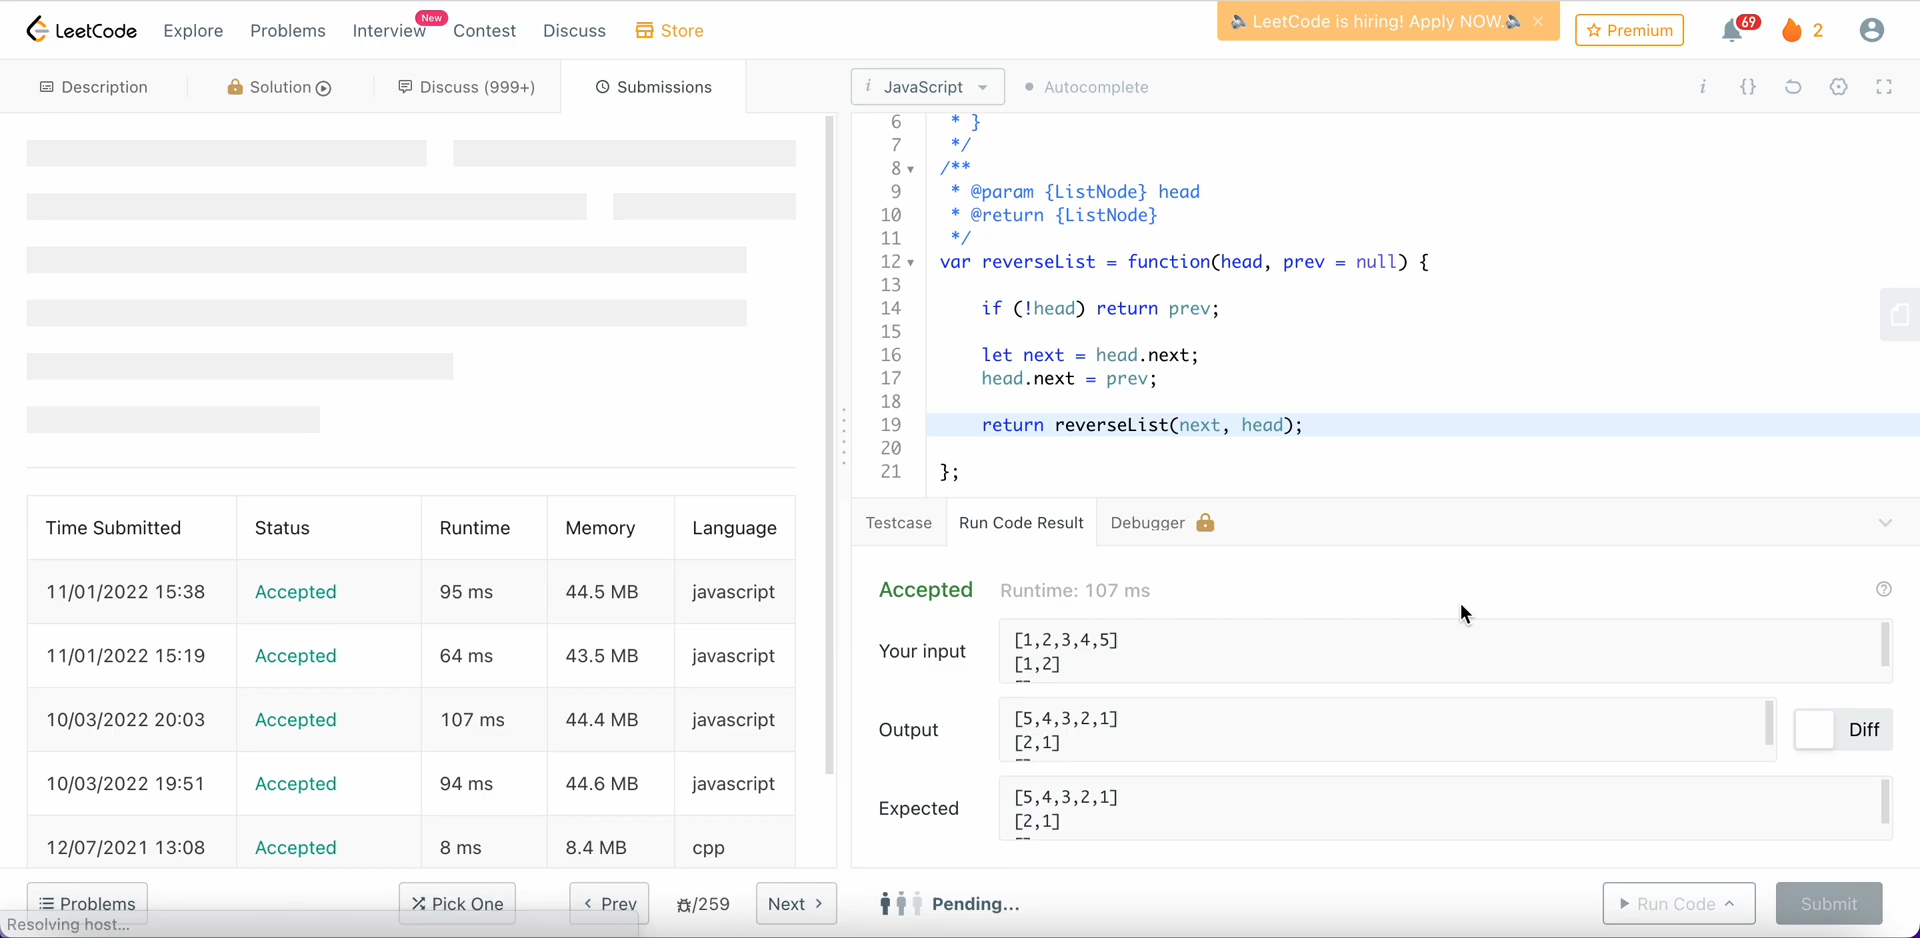 LeetCode
Explore
Problems
Interview
New
Contest
Discuss
Store
LeetCode is hiring! Apply NOW.
×
Premium
69
2
Description
Solution
Discuss (999+)
Submissions
i JavaScript
Autocomplete
i
{}
6 * }
7 */
8 /**
9 * @param {ListNode} head
10 * @return {ListNode}
11 */
12 var reverseList = function(head, prev = null) {
13
14 if (!head) return prev;
15
16 let next = head.next;
17 head.next = prev;
18
19 return reverseList(next, head);
20
21 };
Testcase
Run Code Result
Debugger
Accepted
Runtime: 107 ms
?
Your input
[1,2,3,4,5]
[1,2]
Output
[5,4,3,2,1]
[2,1]
Diff
Expected
[5,4,3,2,1]
[2,1]
Time Submitted Status Runtime Memory Language
11/01/2022 15:38 Accepted 95 ms 44.5 MB javascript
11/01/2022 15:19 Accepted 64 ms 43.5 MB javascript
10/03/2022 20:03 Accepted 107 ms 44.4 MB javascript
10/03/2022 19:51 Accepted 94 ms 44.6 MB javascript
12/07/2021 13:08 Accepted 8 ms 8.4 MB cpp
Problems
Pick One
< Prev
/259
Next >
Pending...
Run Code
Submit
Resolving host...